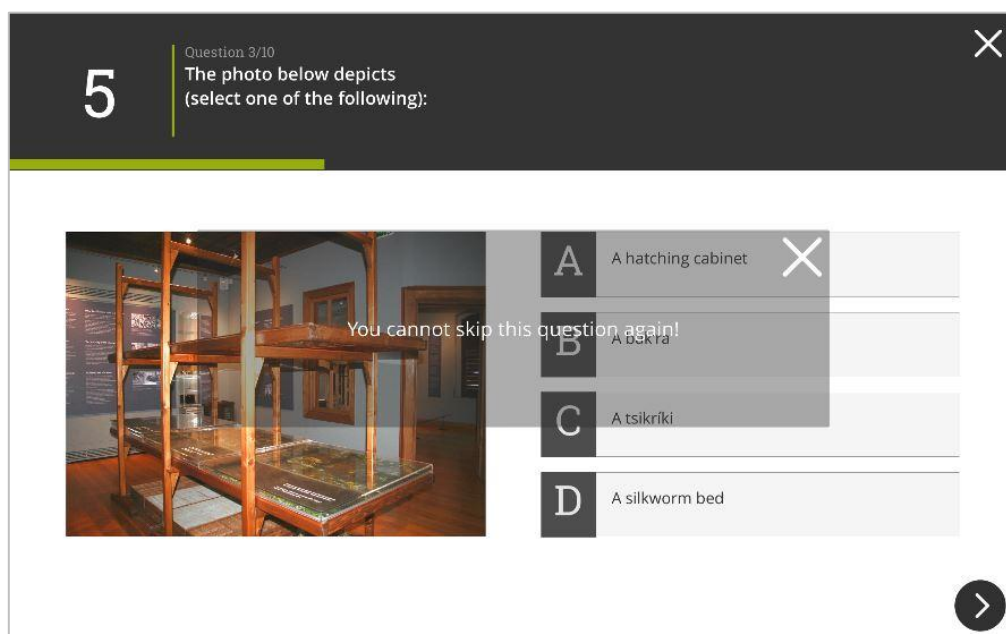 5
Question 3/10
The photo below depicts
(select one of the following):
A
A hatching cabinet
You cannot skip this question again!
B
C
A tsikríki
D
A silkworm bed